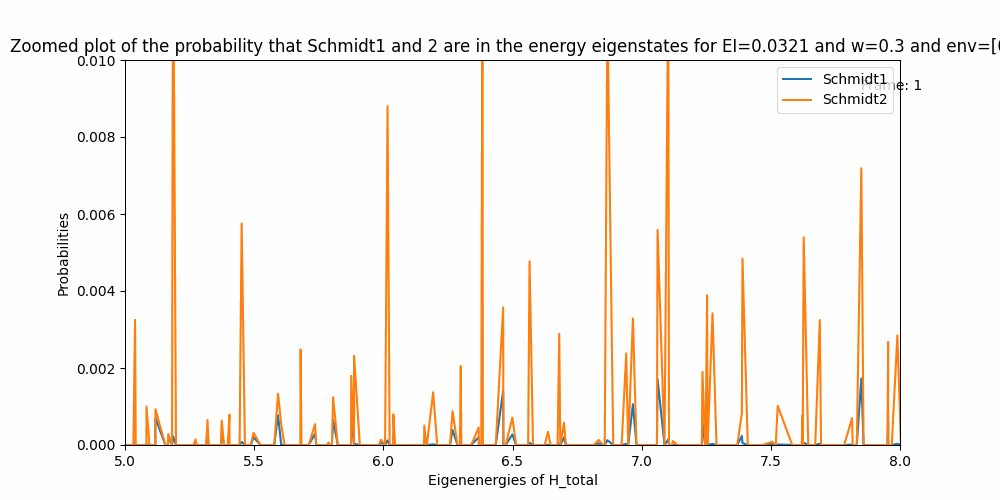 Zoomed plot of the probability that Schmidt1 and 2 are in the energy eigenstates for EI=0.0321 and w=0.3 and env=[
Frame: 1
Schmidt1
Schmidt2
0.010
0.008
0.006
0.004
0.002
0.000
Probabilities
5.0 5.5 6.0 6.5 7.0 7.5 8.0
Eigenenergies of H_total